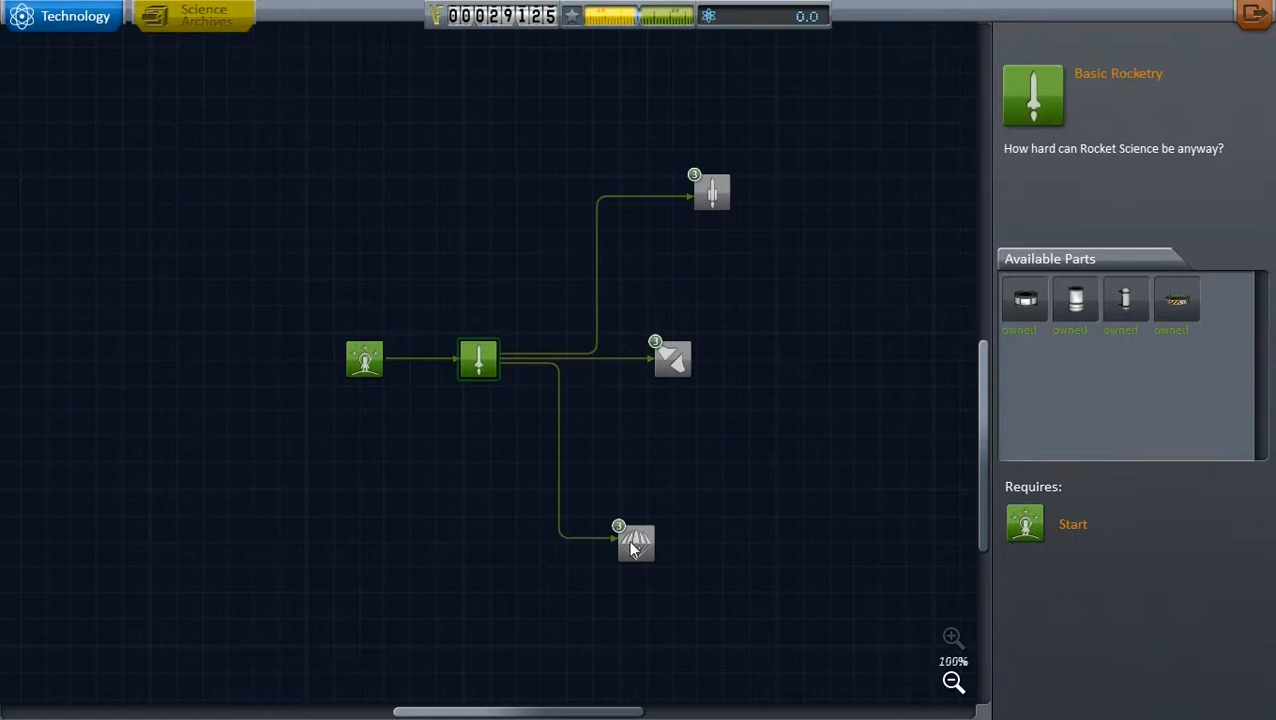 Technology
Science
Archives
00029125
0.0
Basic Rocketry
How hard can Rocket Science be anyway?
3
Available Parts
owned owned owned owned
3
Requires:
Start
3
100%